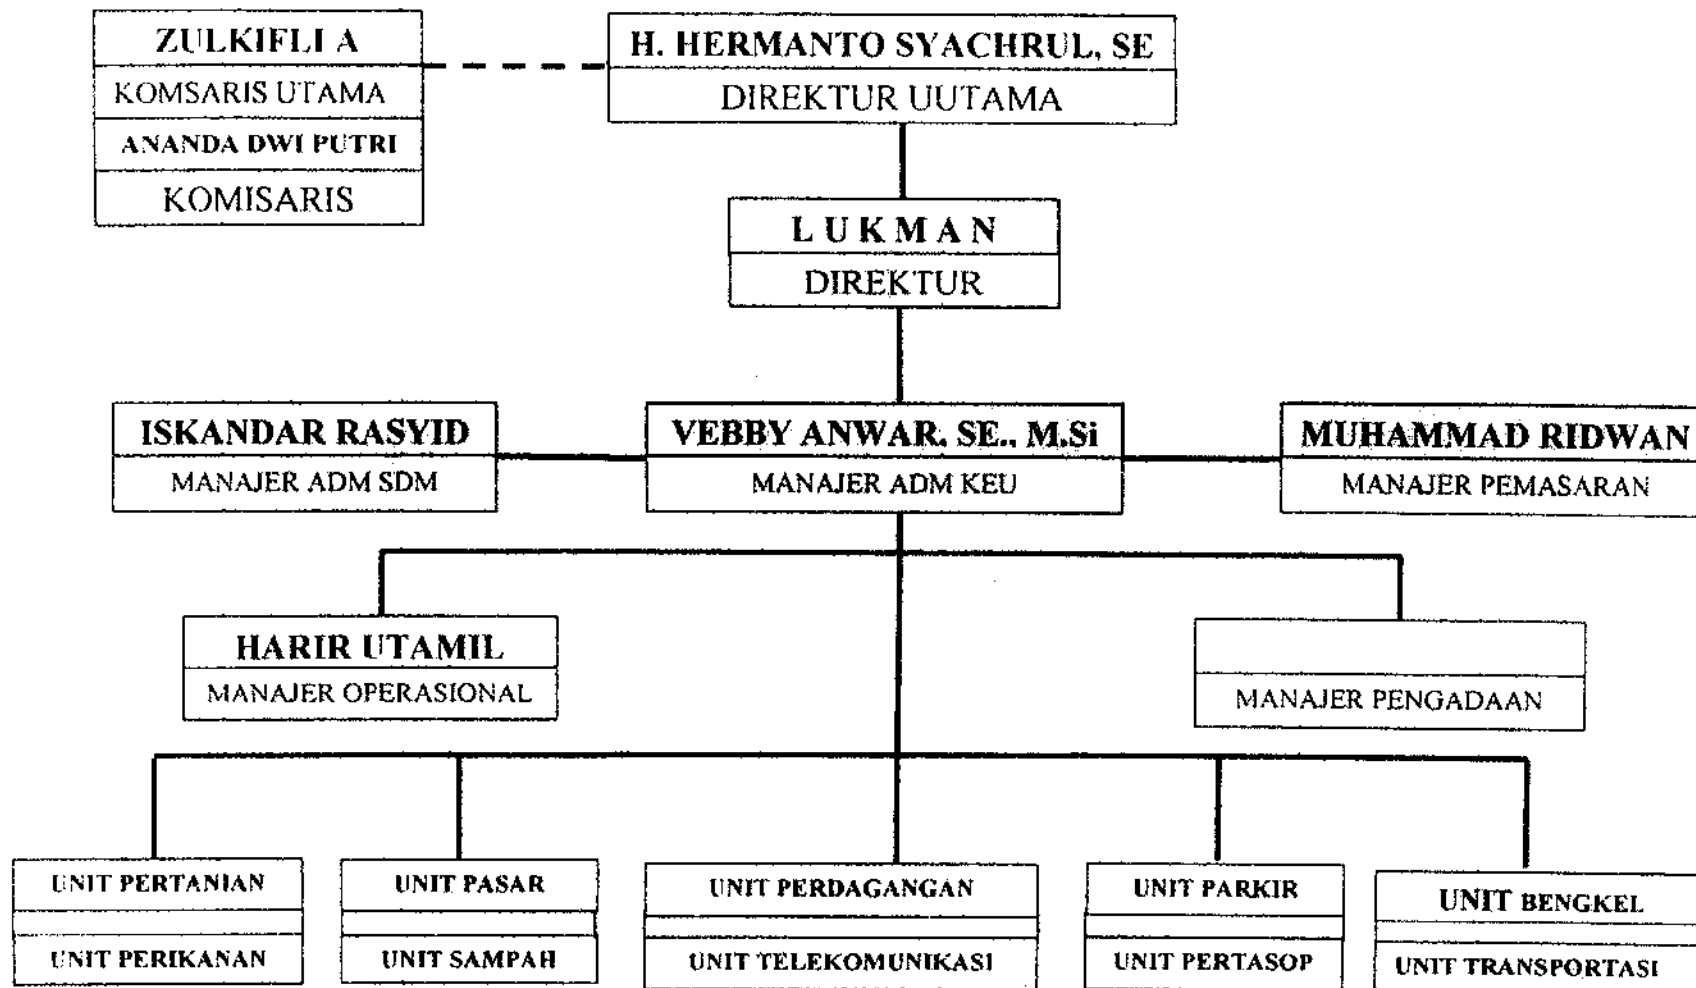 ZULKIFLI A
KOMSARIS UTAMA
ANANDA DWI PUTRI
KOMISARIS
H. HERMANTO SYACHRUL, SE
DIREKTUR UUTAMA
L U K M A N
DIREKTUR
ISKANDAR RASYID
MANAJER ADM SDM
VEBBY ANWAR. SE., M.Si
MANAJER ADM KEU
MUHAMMAD RIDWAN
MANAJER PEMASARAN
HARIR UTAMIL
MANAJER OPERASIONAL
MANAJER PENGADAAN
UNIT PERTANIAN
UNIT PERIKANAN
UNIT PASAR
UNIT SAMPAH
UNIT PERDAGANGAN
UNIT TELEKOMUNIKASI
UNIT PARKIR
UNIT PERTASOP
UNIT BENGKEL
UNIT TRANSPORTASI